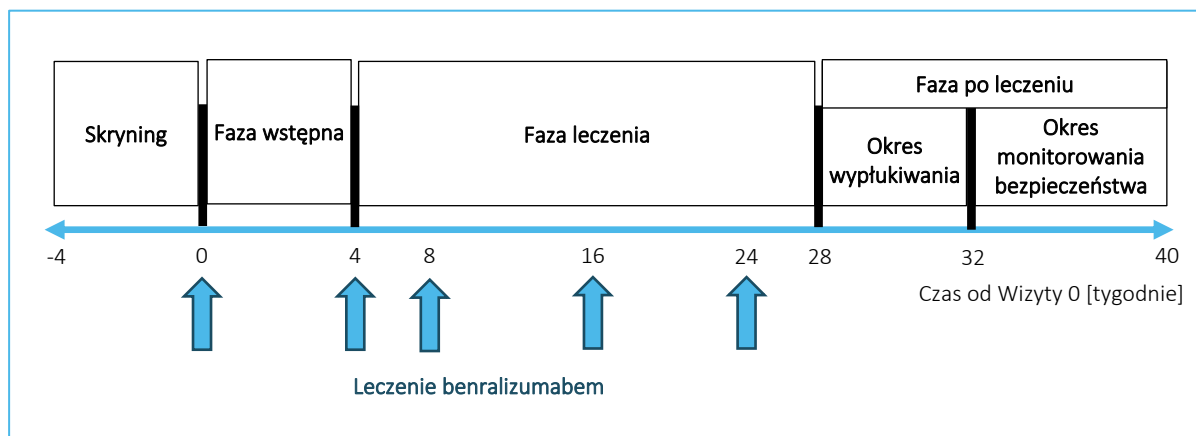 Faza po leczeniu
Skryning
Faza wstępna
Faza leczenia
Okres
wypłukiwania
Okres
monitorowania
bezpieczeństwa
-4
0
4
8
16
24
28
32
40
Czas od Wizyty 0 [tygodnie]
Leczenie benralizumabem